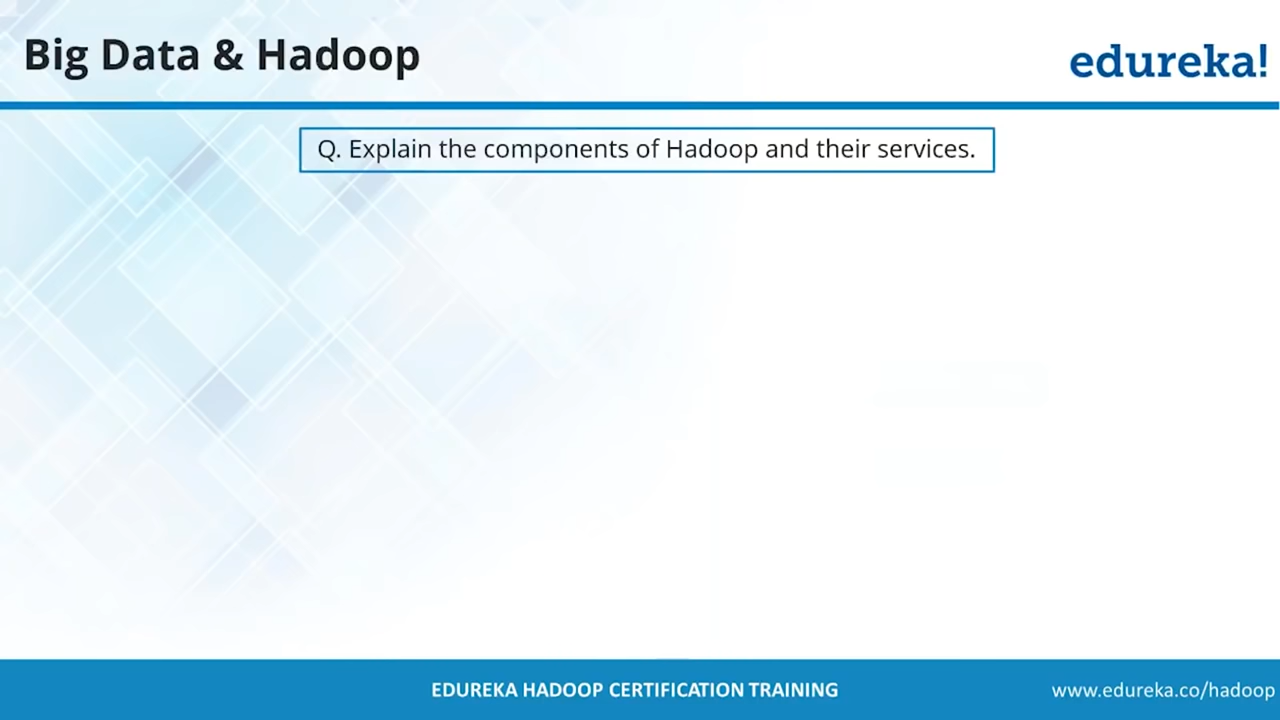 Big Data & Hadoop
edureka!
Q. Explain the components of Hadoop and their services.
EDUREKA HADOOP CERTIFICATION TRAINING
www.edureka.co/hadoop